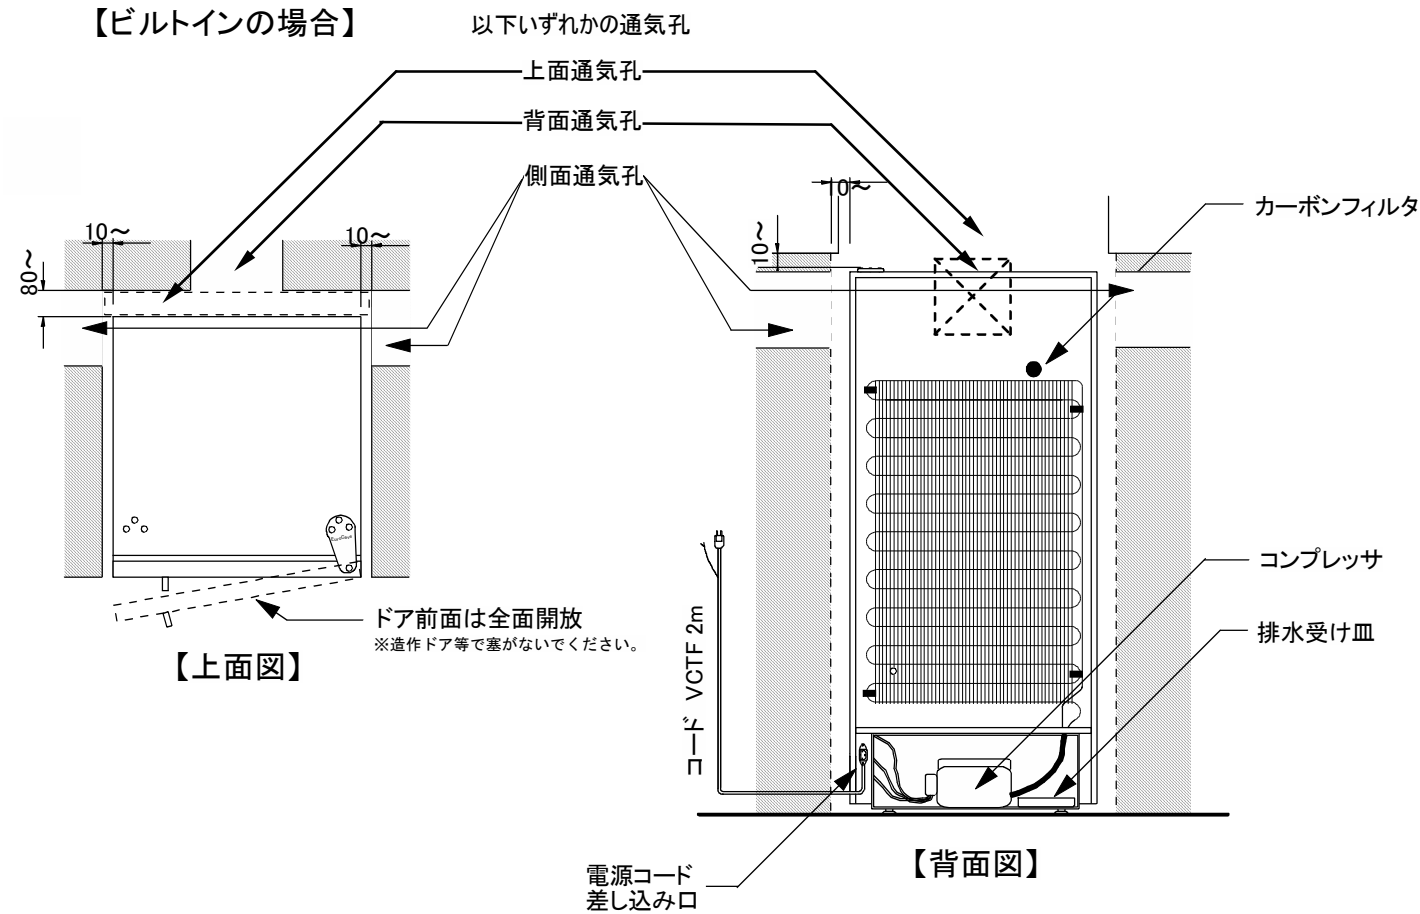 【ビルトインの場合】
以下いずれかの通気孔
上面通気孔
背面通気孔
側面通気孔
10～
10～
80～
10～
10～
カーボンフィルタ
コンプレッサ
排水受け皿
コード VCTF 2m
ドア前面は全面開放
※造作ドア等で塞がないでください。
EuroCave
【上面図】
【背面図】
電源コード
差し込み口